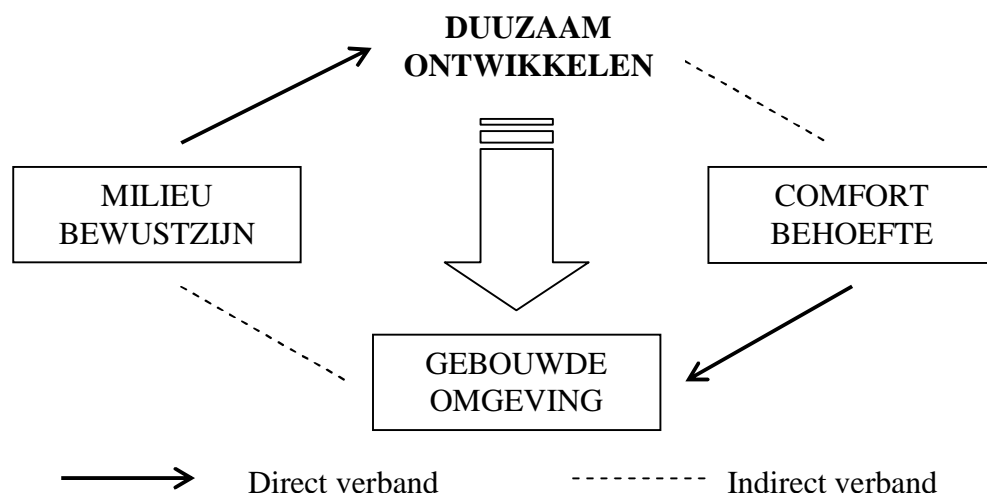 DUUZAAM
ONTWIKKELEN
MILIEU
BEWUSTZIJN
COMFORT
BEHOEFTE
GEBOUWDE
OMGEVING
Direct verband
Indirect verband